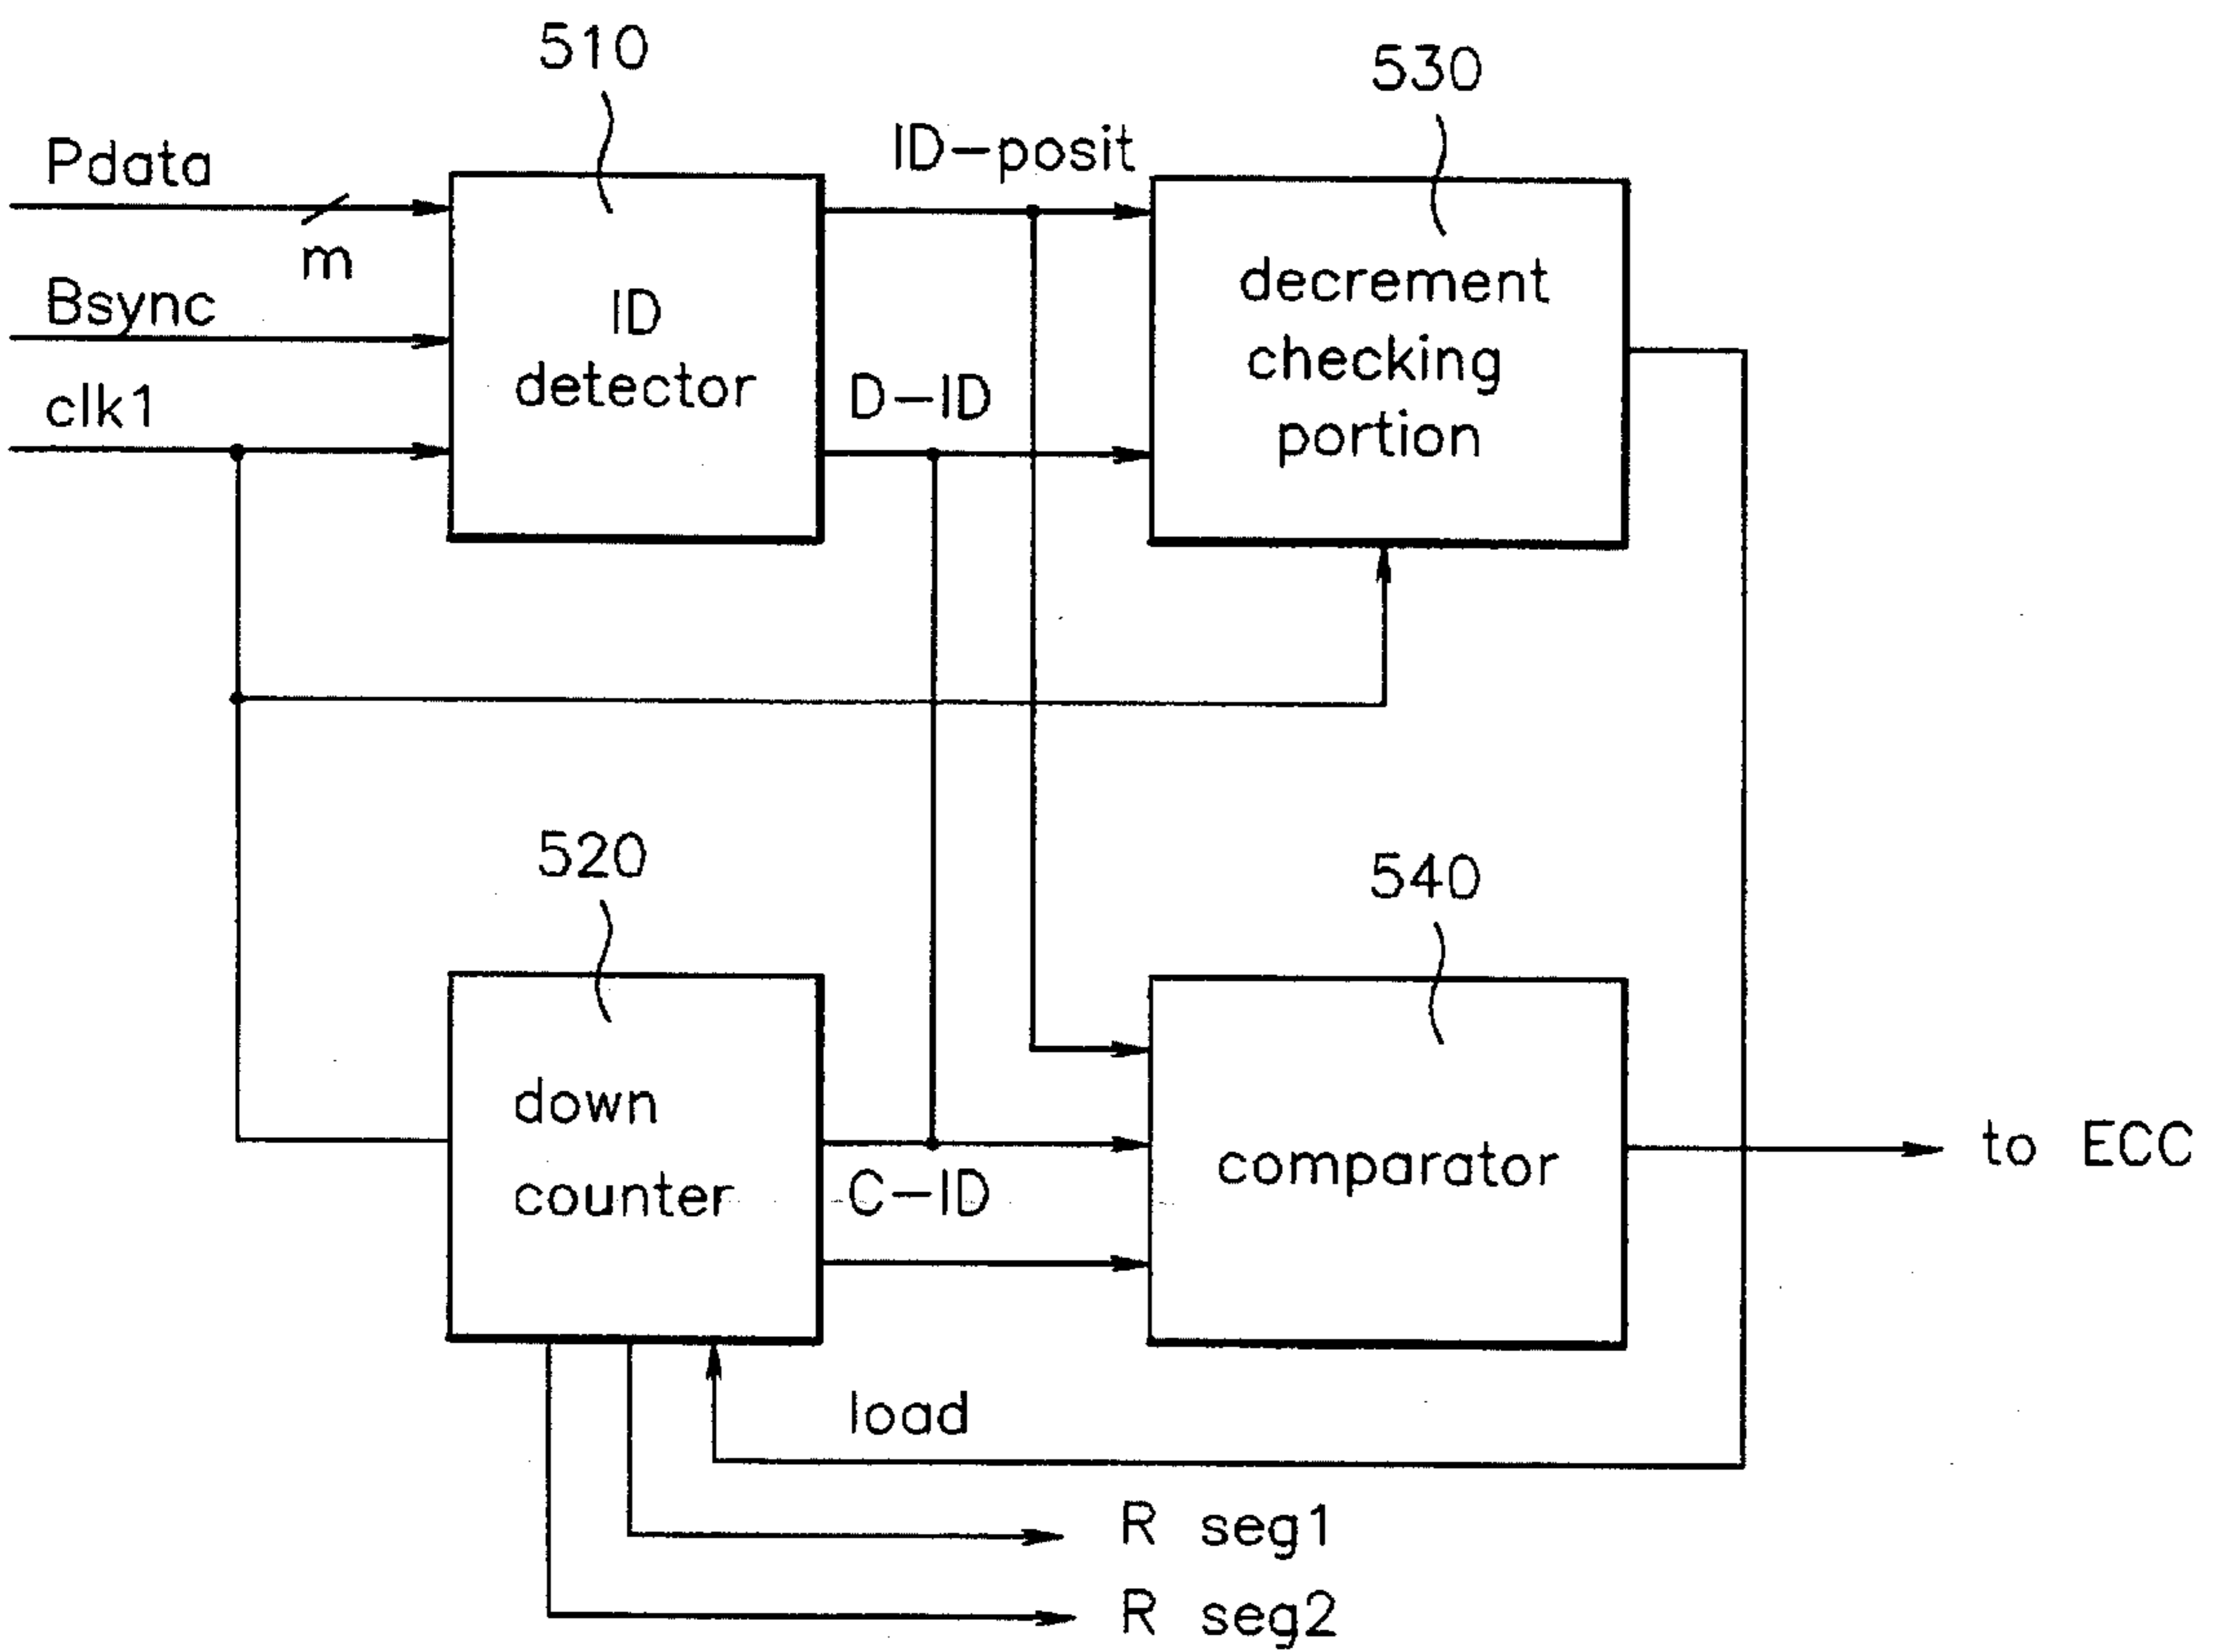 510
530
Pdata
ID-posit
m
Bsync
ID
detector
decrement
checking
portion
clk1
D-ID
520
540
down
counter
C-ID
comparator
to ECC
load
R seg1
R seg2